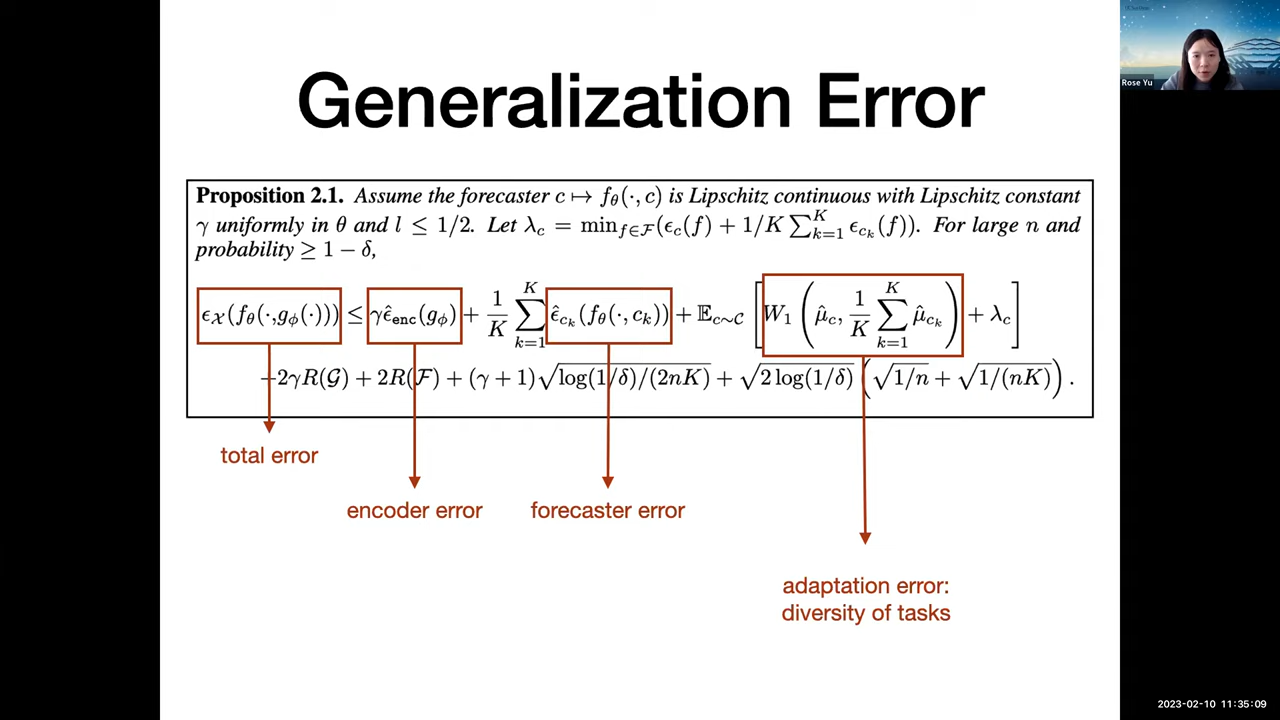 Generalization Error
Rose Yu
Proposition 2.1. Assume the forecaster c ↦ f_θ(·, c) is Lipschitz continuous with Lipschitz constant
γ uniformly in θ and l ≤ 1/2. Let λ_c = min_{f∈F}(ϵ_c(f) + 1/K ∑_{k=1}^{K} ϵ_{c_k}(f)). For large n and
probability ≥ 1 − δ,
ϵ_X(f_θ(·,g_ϕ(·))) ≤ γϵ̂_enc(g_ϕ) + 1/K ∑_{k=1}^{K} ϵ̂_{c_k}(f_θ(·, c_k)) + 𝔼_{c∼C} [W_1 (μ̂_c, 1/K ∑_{k=1}^{K} μ̂_{c_k}) + λ_c]
+2γR(G) + 2R(F) + (γ + 1)√(log(1/δ)/(2nK)) + √(2 log(1/δ)) (√(1/n) + √(1/(nK))).
total error
encoder error
forecaster error
adaptation error:
diversity of tasks
2023-02-10 11:35:09